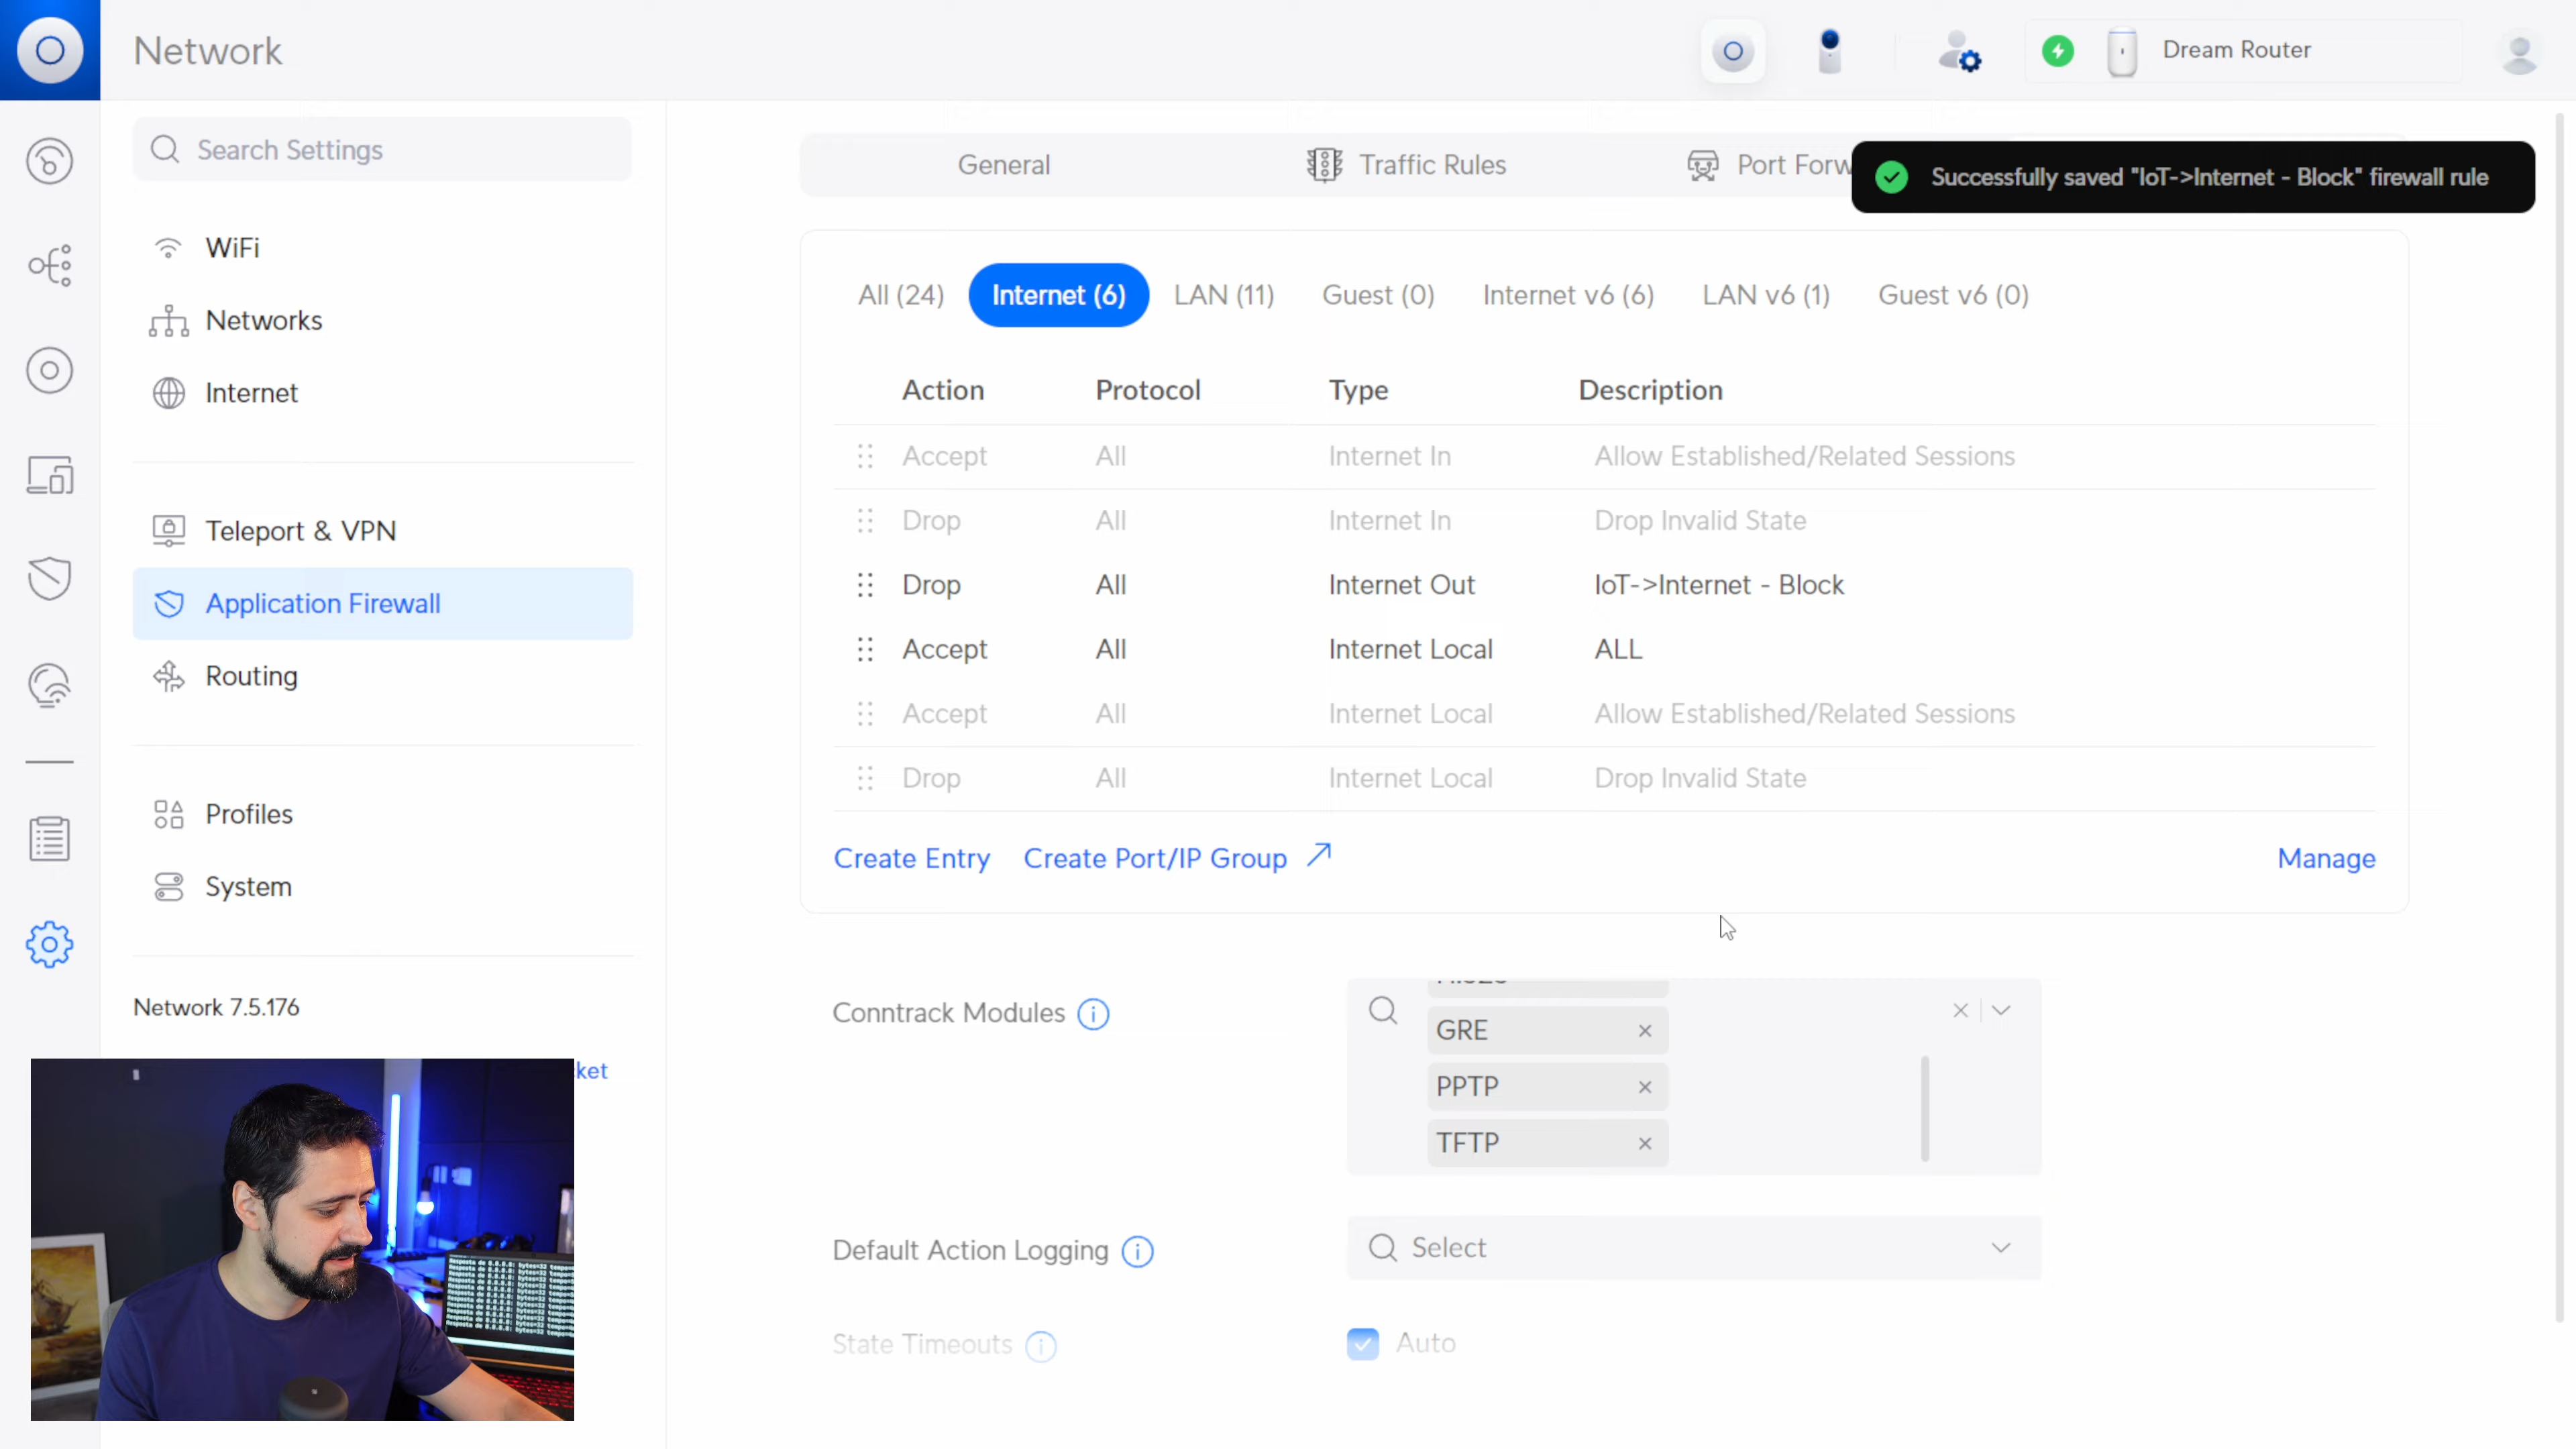 Network
Dream Router
Search Settings
WiFi
Networks
Internet
Teleport & VPN
Application Firewall
Routing
Profiles
System
Network 7.5.176
ket
General
Traffic Rules
Port Forw
Successfully saved "IoT->Internet - Block" firewall rule
All (24) Internet (6) LAN (11) Guest (0) Internet v6 (6) LAN v6 (1) Guest v6 (0)
Action Protocol Type Description
Accept All Internet In Allow Established/Related Sessions
Drop All Internet In Drop Invalid State
Drop All Internet Out IoT->Internet - Block
Accept All Internet Local ALL
Accept All Internet Local Allow Established/Related Sessions
Drop All Internet Local Drop Invalid State
Create Entry Create Port/IP Group Manage
Conntrack Modules
GRE
PPTP
TFTP
Default Action Logging
Select
State Timeouts
Auto